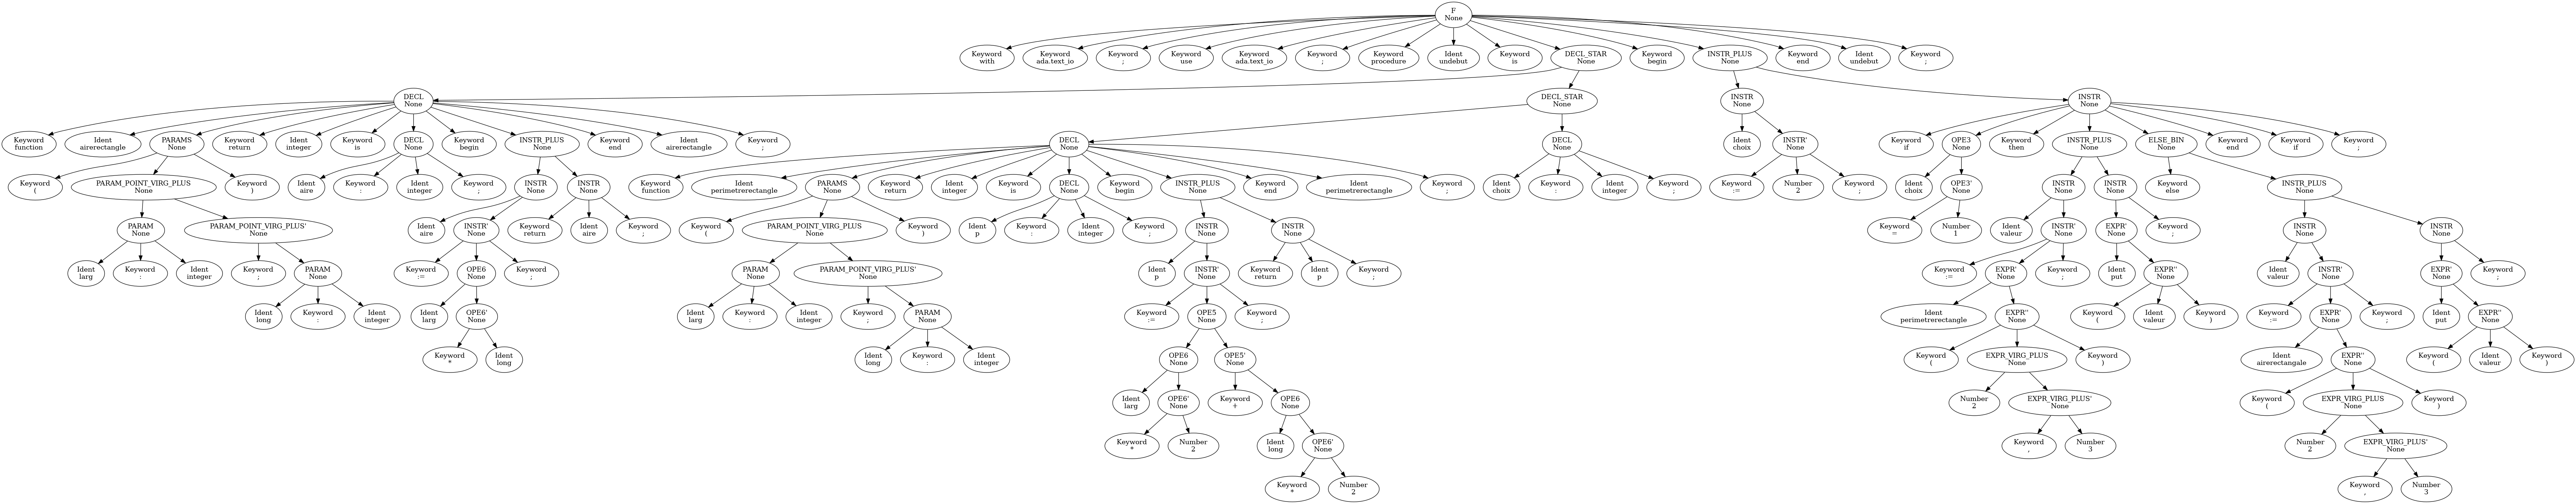 F
None
Keyword
with
Keyword
ada.text_io
Keyword
;
Keyword
use
Keyword
ada.text_io
Keyword
;
Keyword
procedure
Ident
undebut
Keyword
is
DECL_STAR
None
Keyword
begin
INSTR_PLUS
None
Keyword
end
Ident
undebut
Keyword
;
DECL
None
DECL_STAR
None
INSTR
None
INSTR
None
Keyword
function
Ident
airerectangle
PARAMS
None
Keyword
return
Ident
integer
Keyword
is
DECL
None
Keyword
begin
INSTR_PLUS
None
Keyword
end
Ident
airerectangle
Keyword
;
DECL
None
DECL
None
Ident
choix
INSTR'
None
Keyword
if
OPE3
None
Keyword
then
INSTR_PLUS
None
ELSE_BIN
None
Keyword
end
Keyword
if
Keyword
;
Keyword
(
PARAM_POINT_VIRG_PLUS
None
Keyword
)
Ident
aire
Keyword
:
Ident
integer
Keyword
;
INSTR
None
INSTR
None
Keyword
function
Ident
perimetrerectangle
PARAMS
None
Keyword
return
Ident
integer
Keyword
is
DECL
None
Keyword
begin
INSTR_PLUS
None
Keyword
end
Ident
perimetrerectangle
Keyword
;
Ident
choix
Keyword
:
Ident
integer
Keyword
;
Keyword
:=
Number
2
Keyword
;
Ident
choix
OPE3'
None
INSTR
None
INSTR
None
Keyword
else
INSTR_PLUS
None
PARAM
None
PARAM_POINT_VIRG_PLUS'
None
Ident
aire
INSTR'
None
Keyword
return
Ident
aire
Keyword
;
Keyword
(
PARAM_POINT_VIRG_PLUS
None
Keyword
)
Ident
p
Keyword
:
Ident
integer
Keyword
;
INSTR
None
INSTR
None
Keyword
=
Number
1
Ident
valeur
INSTR'
None
EXPR'
None
Keyword
;
INSTR
None
INSTR
None
Ident
larg
Keyword
:
Ident
integer
Keyword
;
PARAM
None
Keyword
:=
OPE6
None
Keyword
;
PARAM
None
PARAM_POINT_VIRG_PLUS'
None
Ident
p
INSTR'
None
Keyword
return
Ident
p
Keyword
;
Keyword
:=
EXPR'
None
Keyword
;
Ident
put
EXPR''
None
Ident
valeur
INSTR'
None
EXPR'
None
Keyword
;
Ident
long
Keyword
:
Ident
integer
Ident
larg
OPE6'
None
Ident
larg
Keyword
:
Ident
integer
Keyword
;
PARAM
None
Keyword
:=
OPE5
None
Keyword
;
Ident
perimetrerectangle
EXPR''
None
Keyword
(
Ident
valeur
Keyword
)
Keyword
:=
EXPR'
None
Keyword
;
Ident
put
EXPR''
None
Keyword
*
Ident
long
Ident
long
Keyword
:
Ident
integer
OPE6
None
OPE5'
None
Keyword
(
EXPR_VIRG_PLUS
None
Keyword
)
Ident
airerectangale
EXPR''
None
Keyword
(
Ident
valeur
Keyword
)
Ident
larg
OPE6'
None
Keyword
+
OPE6
None
Number
2
EXPR_VIRG_PLUS'
None
Keyword
(
EXPR_VIRG_PLUS
None
Keyword
)
Keyword
*
Number
2
Ident
long
OPE6'
None
Keyword
,
Number
3
Number
2
EXPR_VIRG_PLUS'
None
Keyword
*
Number
2
Keyword
,
Number
3